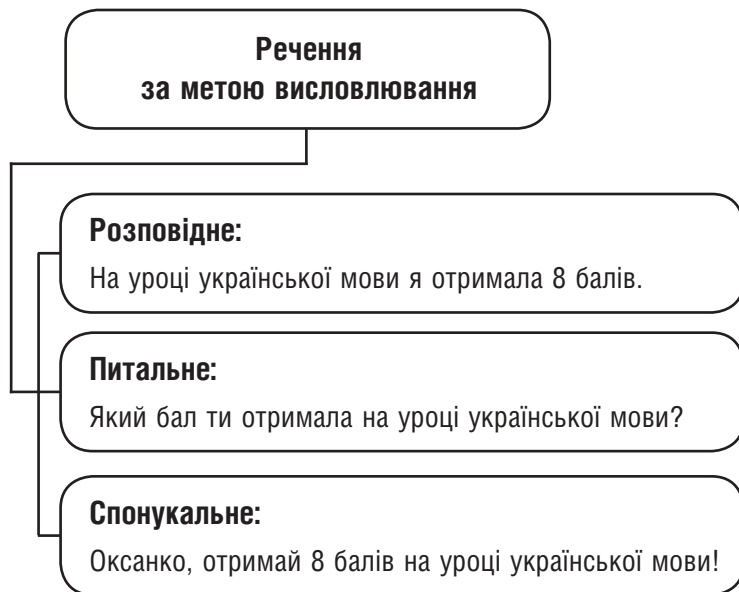 Речення
за метою висловлювання
Розповідне:
На уроці української мови я отримала 8 балів.
Питальне:
Який бал ти отримала на уроці української мови?
Спонукальне:
Оксанко, отримай 8 балів на уроці української мови!